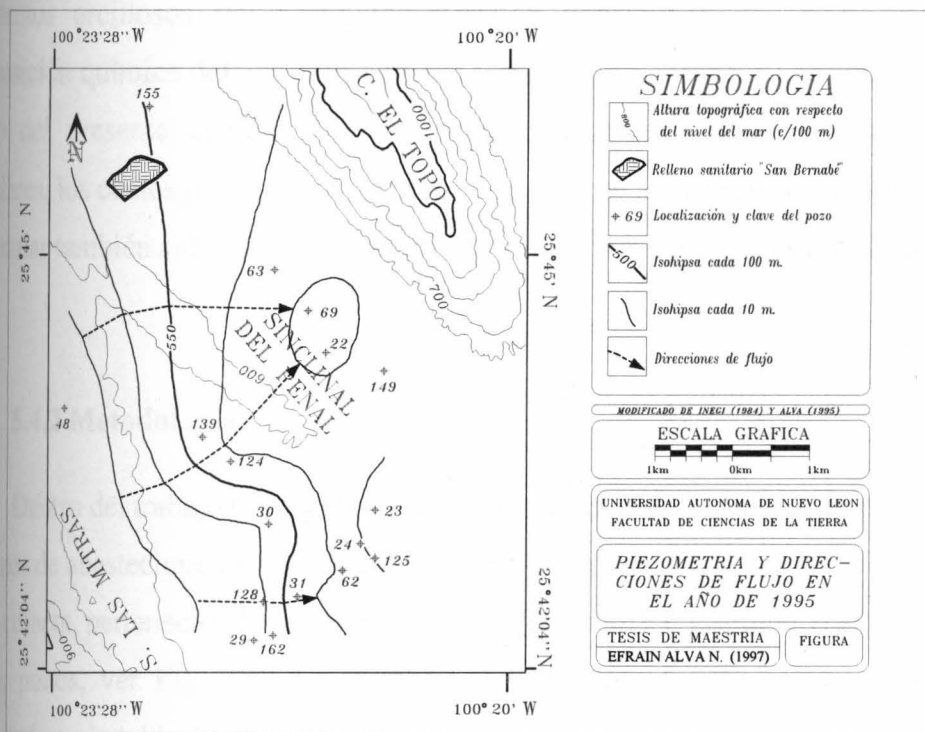 100°23'28'' W
100°20' W
155
N
C. EL TOPO
1000
25°45' N
25°45' N
63
700
69
SINCLINAL
DEL BENAL
22
550
600
149
48
139
124
30
23
24
125
62
31
128
29
162
S. LAS MITRAS
900
25°42'04'' N
25°42'04'' N
100°23'28'' W
100°20' W
SIMBOLOGIA
800
Altura topográfica con respecto
del nivel del mar (c/100 m)
Relleno sanitario "San Bernabé"
69 Localización y clave del pozo
500
Isohipsa cada 100 m.
Isohipsa cada 10 m.
Direcciones de flujo
MODIFICADO DE INEGI (1984) Y ALVA (1995)
ESCALA GRAFICA
1km 0km 1km
UNIVERSIDAD AUTONOMA DE NUEVO LEON
FACULTAD DE CIENCIAS DE LA TIERRA
PIEZOMETRIA Y DIREC-
CIONES DE FLUJO EN
EL AÑO DE 1995
TESIS DE MAESTRIA
EFRAIN ALVA N. (1997)
FIGURA